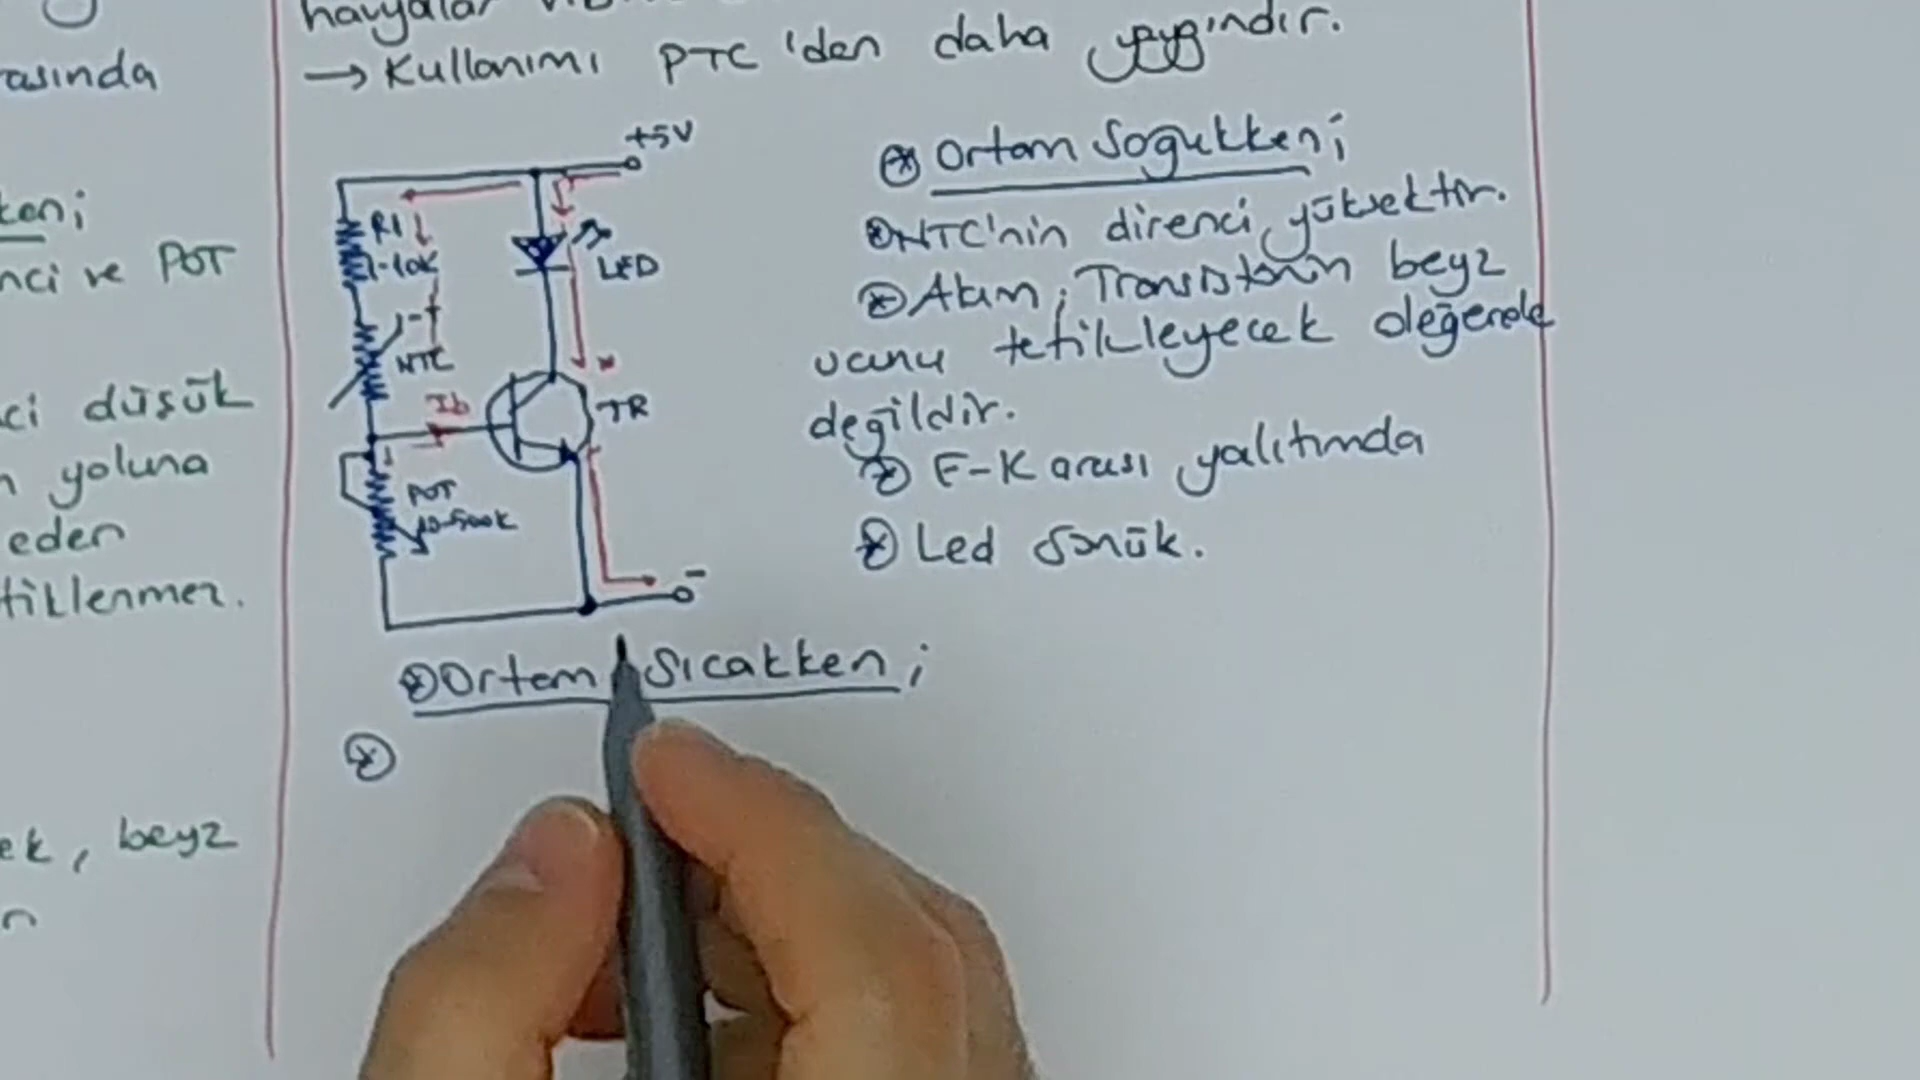 rasında
nci ve POT
ci düşük
yoluna
eden
tiklenmez.
ek, beyz
havyalar
→ Kullanımı PTC'den daha yaygındır.
+5V
R1
1-10K
LED
-t
NTC
Ib
TR
POT
10-500K
-
⊛ Ortam Soğukken;
⊛ NTC'nin direnci yüksektir.
⊛ Akım; Transistörün beyz
ucunu tetikleyecek değerde
değildir.
⊛ E-K arası yalıtımda
⊛ Led Sönük.
⊛ Ortam Sıcakken;
⊛